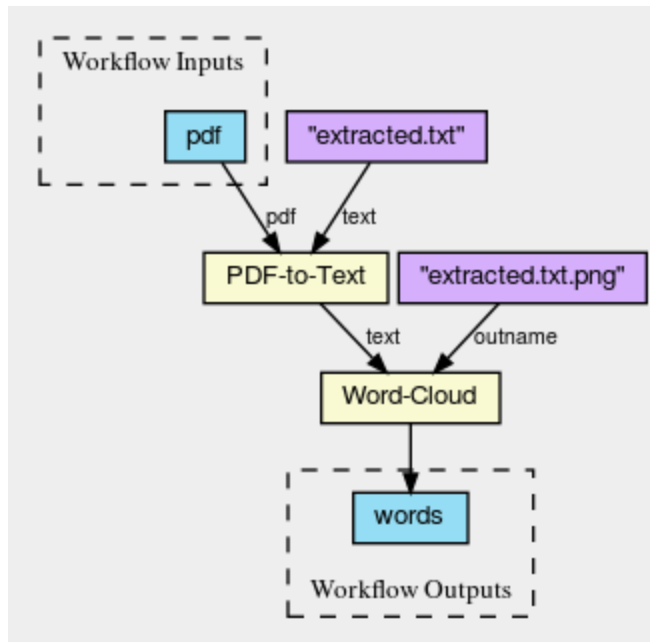 Workflow Inputs
pdf
"extracted.txt"
pdf
text
PDF-to-Text
"extracted.txt.png"
text
outname
Word-Cloud
words
Workflow Outputs